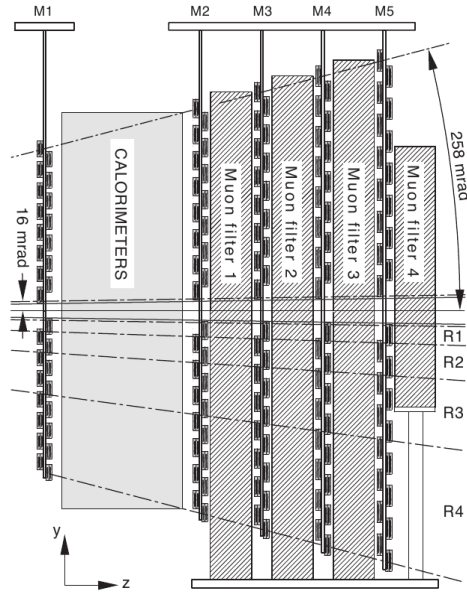 M1
M2
M3
M4
M5
CALORIMETERS
Muon filter 1
Muon filter 2
Muon filter 3
Muon filter 4
258 mrad
16 mrad
R1
R2
R3
R4
y
z